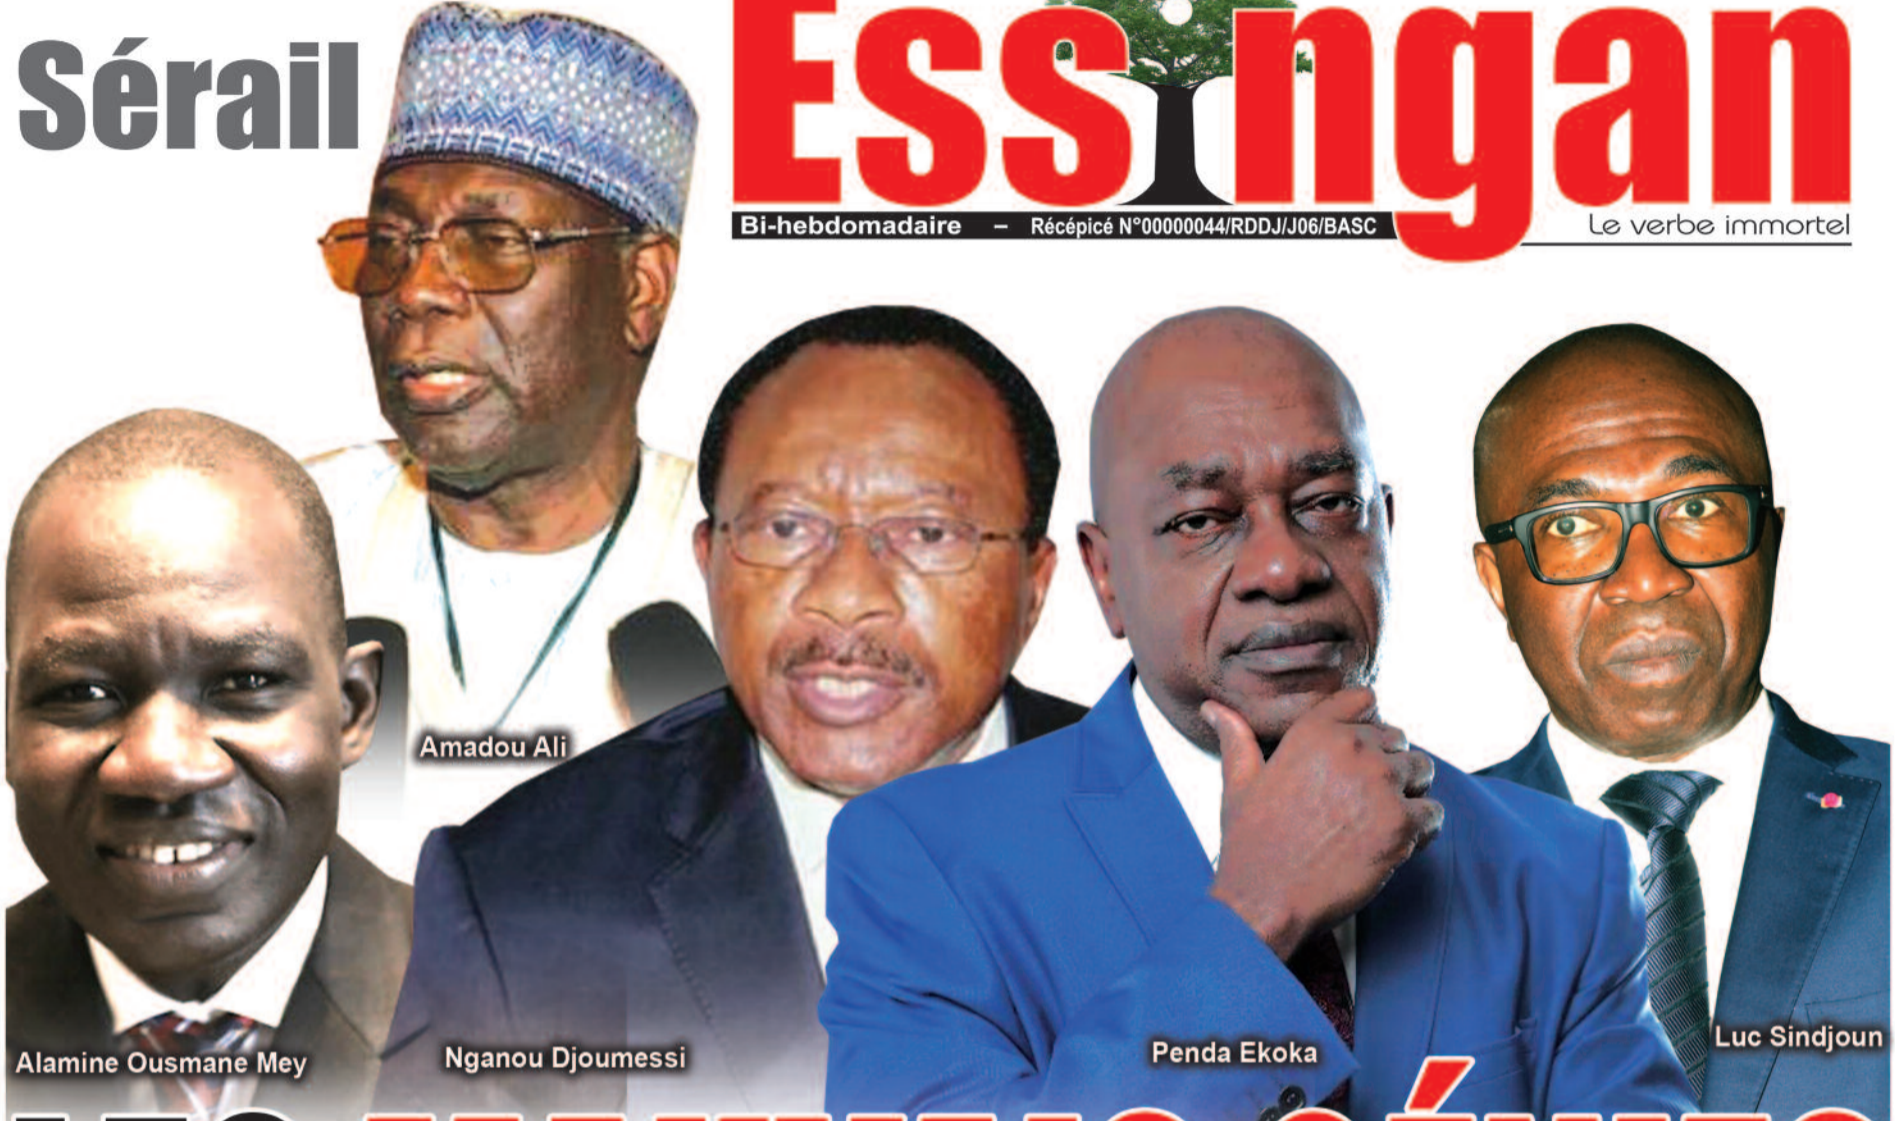 Sérail
Essingan
Bi-hebdomadaire – Récépicé N°00000044/RDDJ/J06/BASC
Le verbe immortel
Amadou Ali
Alamine Ousmane Mey
Nganou Djoumessi
Penda Ekoka
Luc Sindjoun